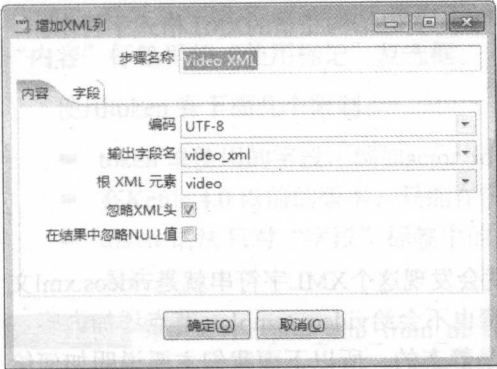 增加XML列
步骤名称 Video XML
内容 字段
编码 UTF-8
输出字段名 video_xml
根 XML 元素 video
忽略XML头
在结果中忽略NULL值
确定(O) 取消(C)